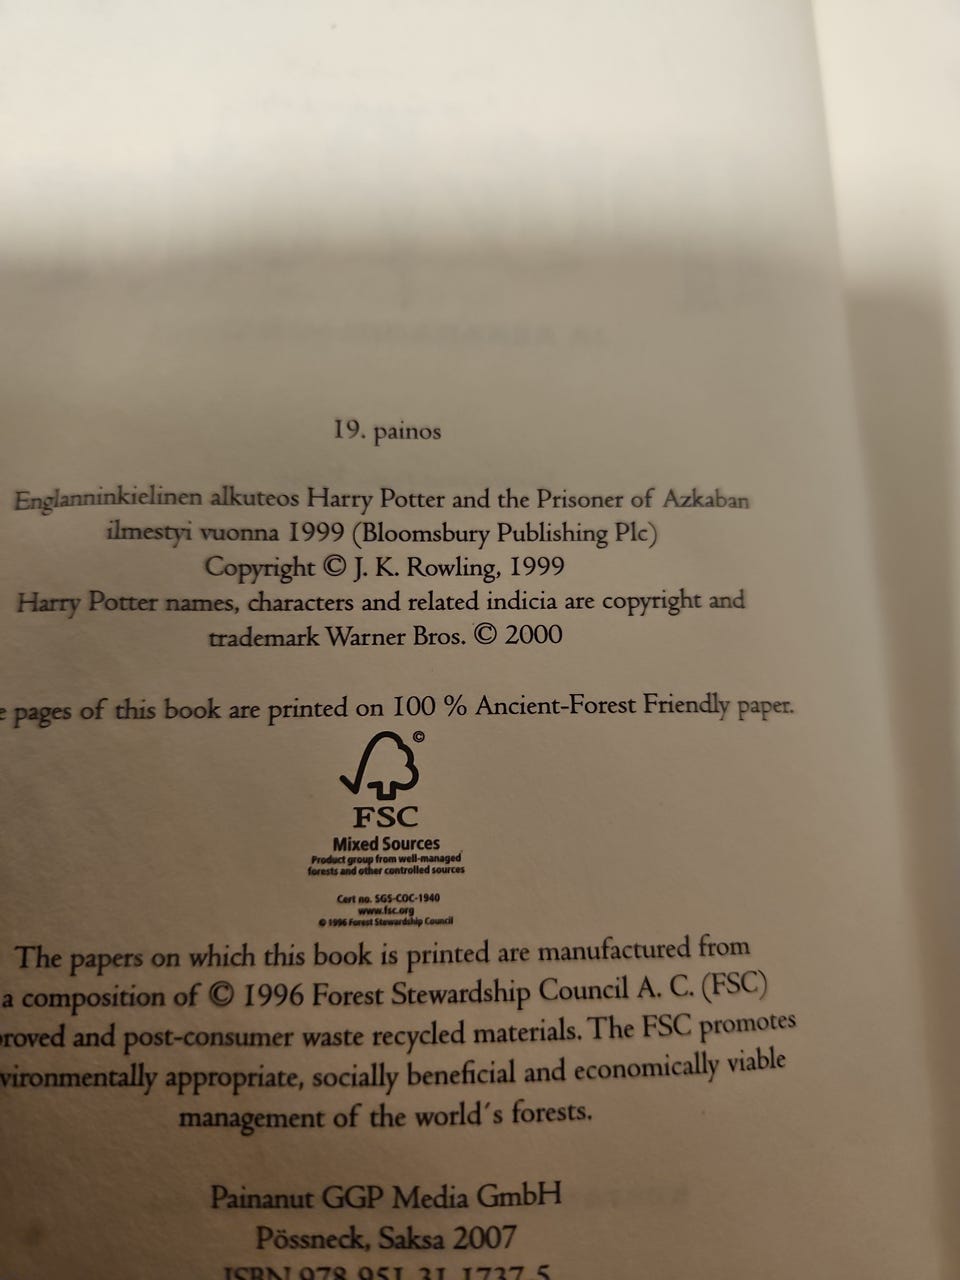 19. painos
Englanninkielinen alkuteos Harry Potter and the Prisoner of Azkaban
ilmestyi vuonna 1999 (Bloomsbury Publishing Plc)
Copyright © J. K. Rowling, 1999
Harry Potter names, characters and related indicia are copyright and
trademark Warner Bros. © 2000
pages of this book are printed on 100 % Ancient-Forest Friendly paper.
©
FSC
Mixed Sources
Product group from well-managed
forests and other controlled sources
Cert no. SGS-COC-1940
www.fsc.org
© 1996 Forest Stewardship Council
The papers on which this book is printed are manufactured from
a composition of © 1996 Forest Stewardship Council A. C. (FSC)
roved and post-consumer waste recycled materials. The FSC promotes
vironmentally appropriate, socially beneficial and economically viable
management of the world´s forests.
Painanut GGP Media GmbH
Pössneck, Saksa 2007
ISBN 978 951 31 1737 5